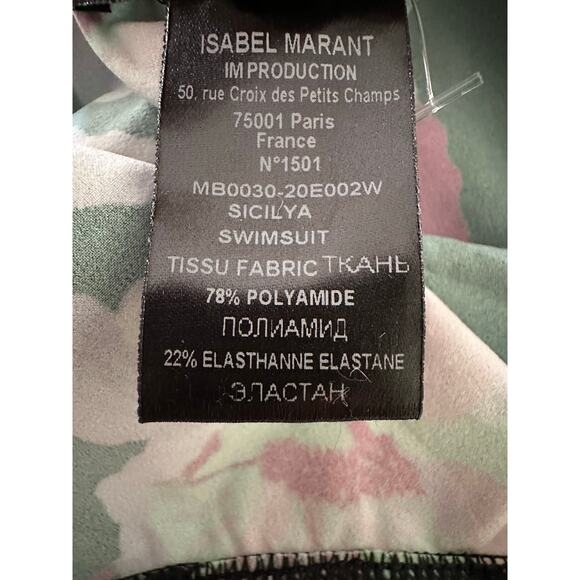 ISABEL MARANT
IM PRODUCTION
50, rue Croix des Petits Champs
75001 Paris
France
N°1501
MB0030-20E002W
SICILYA
SWIMSUIT
TISSU FABRIC ТКАНЬ
78% POLYAMIDE
ПОЛИАМИД
22% ELASTHANNE ELASTANE
ЭЛАСТАН